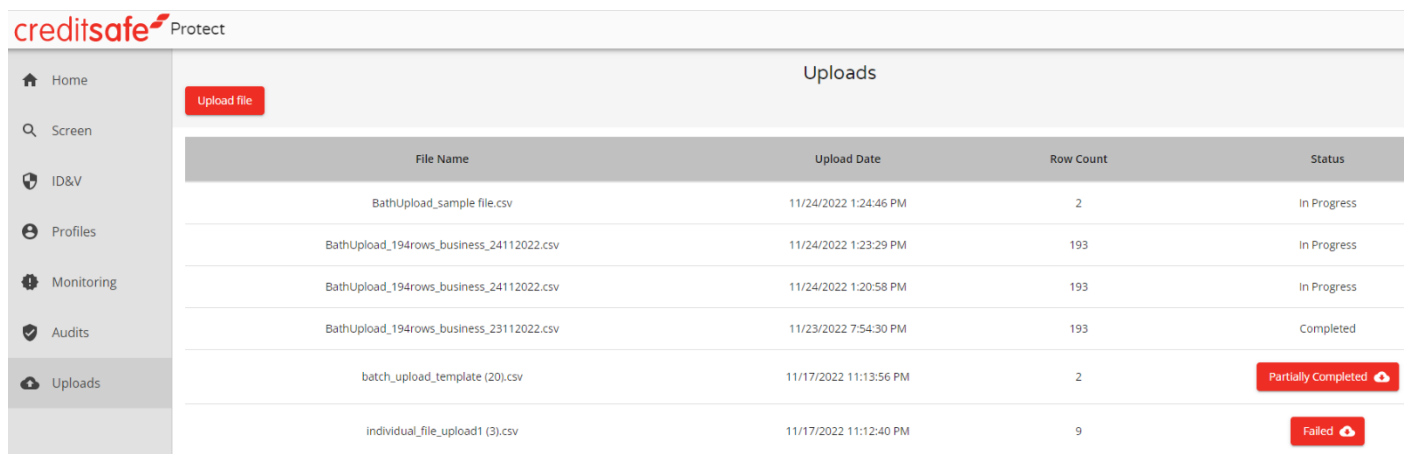 creditsafe Protect
Home
Screen
ID&V
Profiles
Monitoring
Audits
Uploads
Uploads
Upload file
File Name Upload Date Row Count Status
BathUpload_sample file.csv 11/24/2022 1:24:46 PM 2 In Progress
BathUpload_194rows_business_24112022.csv 11/24/2022 1:23:29 PM 193 In Progress
BathUpload_194rows_business_24112022.csv 11/24/2022 1:20:58 PM 193 In Progress
BathUpload_194rows_business_23112022.csv 11/23/2022 7:54:30 PM 193 Completed
batch_upload_template (20).csv 11/17/2022 11:13:56 PM 2 Partially Completed
individual_file_upload1 (3).csv 11/17/2022 11:12:40 PM 9 Failed